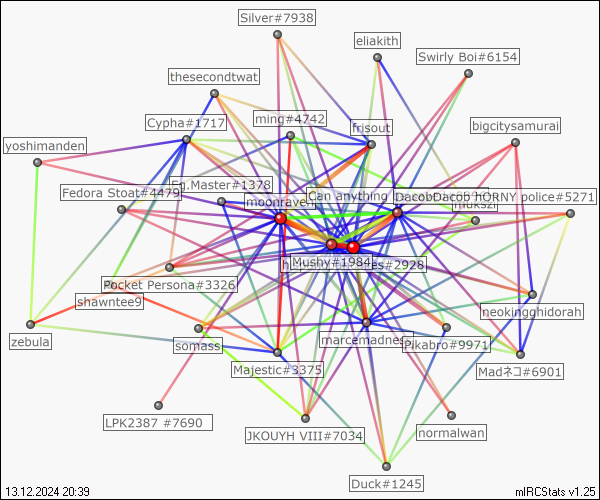 Silver#7938
eliakith
Swirly Boi#6154
thesecondtwat
ming#4742
Cypha#1717
frisout
bigcitysamurai
yoshimanden
Eg.Master#1378
Fedora Stoat#4479
moonrave
Can anything
DacobDacob
HORNY police#5271
Mushy#1984
es#2928
Pocket Persona#3326
shawntee9
neokingghidorah
zebula
somass
marcemadness
Pikabro#9971
Majestic#3375
Madネコ#6901
LPK2387 #7690
JKOUYH VIII#7034
normalwan
Duck#1245
13.12.2024 20:39
mIRCStats v1.25